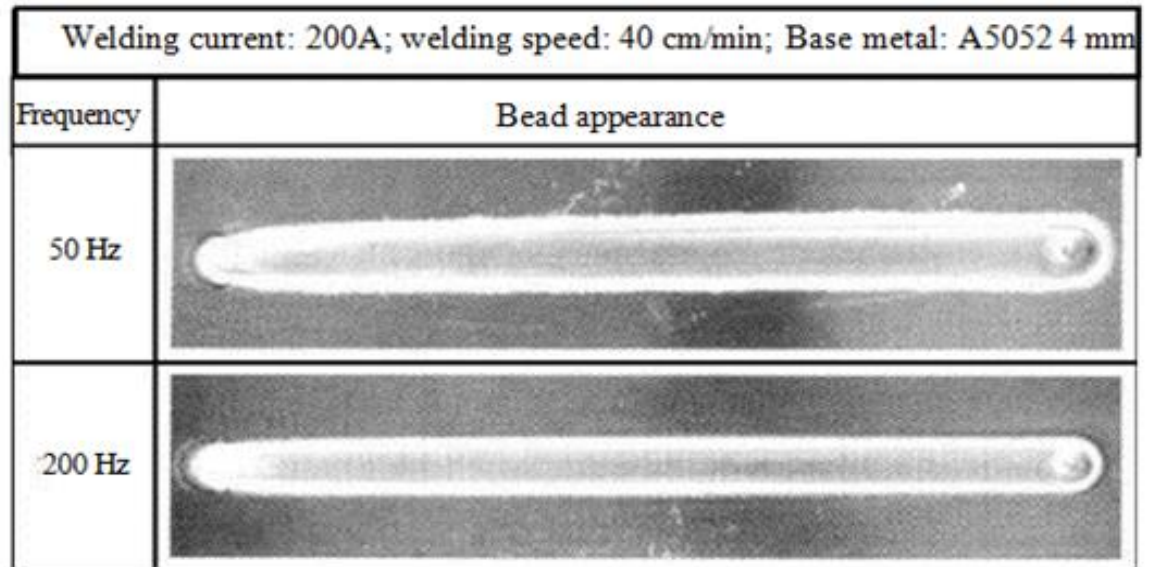 Welding current: 200A; welding speed: 40 cm/min; Base metal: A5052 4 mm
Frequency
Bead appearance
50 Hz
200 Hz